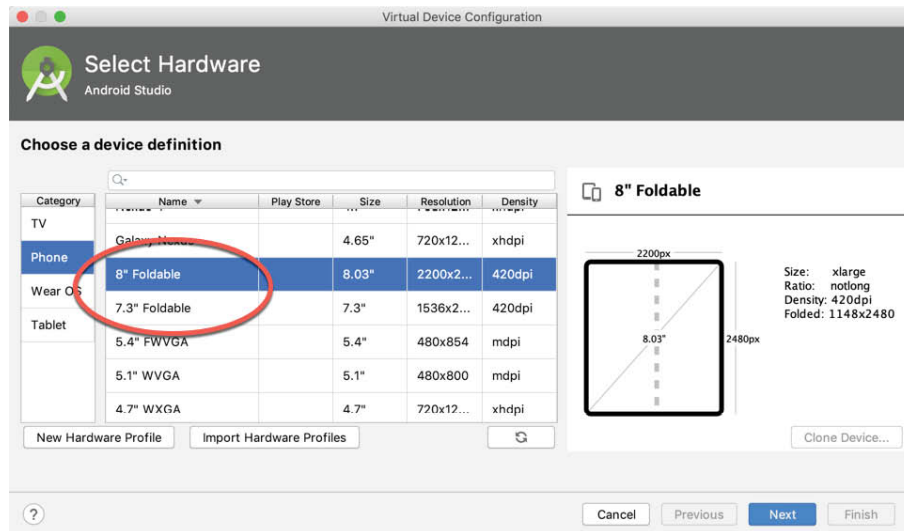 Virtual Device Configuration
Select Hardware
Android Studio
Choose a device definition
Category Name Play Store Size Resolution Density
TV
Phone
Wear OS
Tablet
Galaxy Nexus 4.65" 720x12... xhdpi
8" Foldable 8.03" 2200x2... 420dpi
7.3" Foldable 7.3" 1536x2... 420dpi
5.4" FWVGA 5.4" 480x854 mdpi
5.1" WVGA 5.1" 480x800 mdpi
4.7" WXGA 4.7" 720x12... xhdpi
New Hardware Profile Import Hardware Profiles
8" Foldable
2200px
8.03"
2480px
Size: xlarge
Ratio: notlong
Density: 420dpi
Folded: 1148x2480
Clone Device...
? Cancel Previous Next Finish